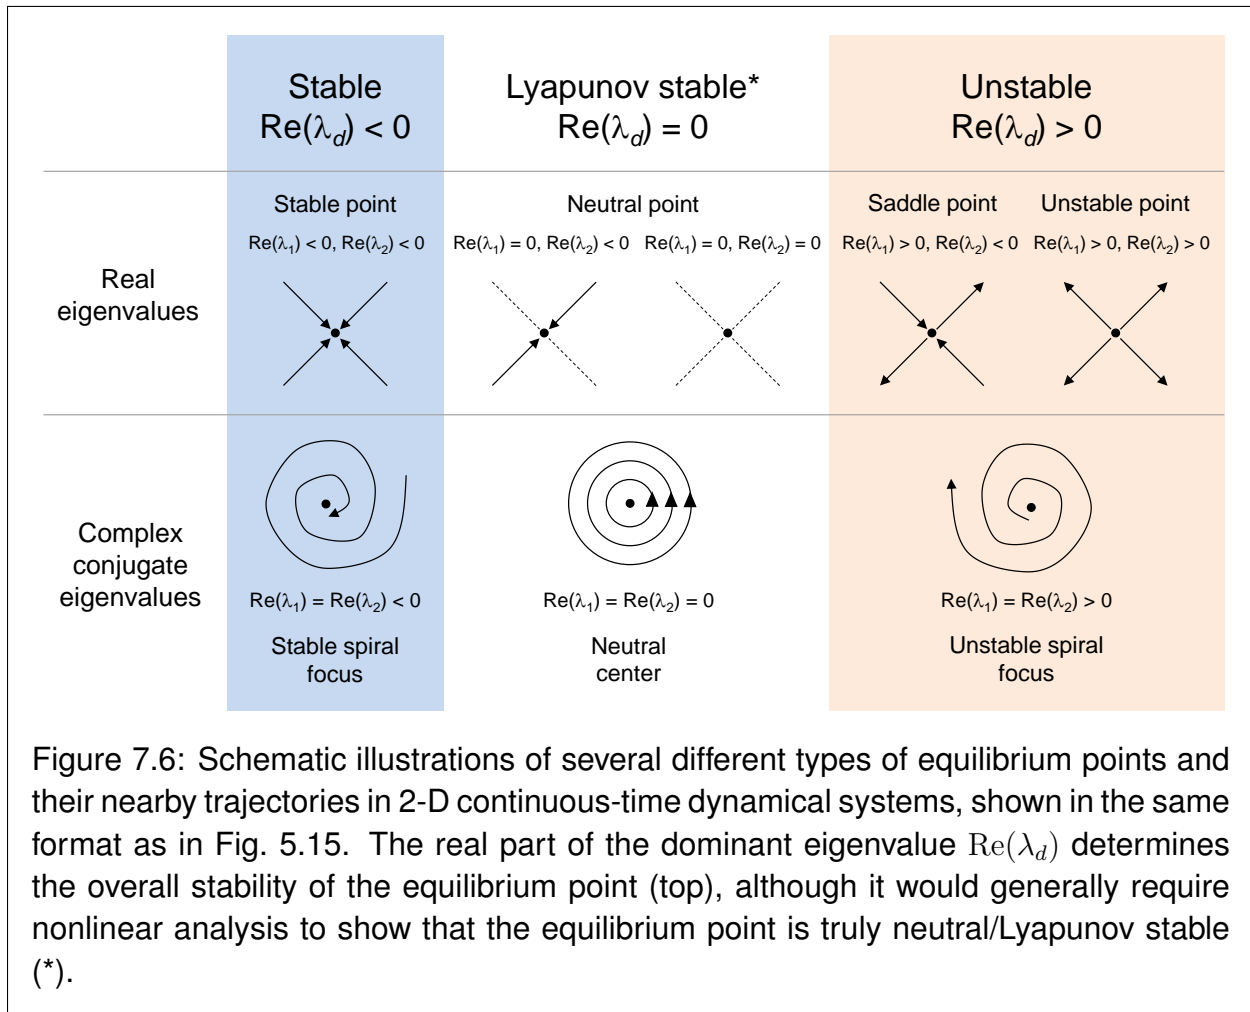 Stable
Re(λd) < 0
Lyapunov stable*
Re(λd) = 0
Unstable
Re(λd) > 0
Real
eigenvalues
Stable point
Re(λ1) < 0, Re(λ2) < 0
Neutral point
Re(λ1) = 0, Re(λ2) < 0
Re(λ1) = 0, Re(λ2) = 0
Saddle point
Re(λ1) > 0, Re(λ2) < 0
Unstable point
Re(λ1) > 0, Re(λ2) > 0
Complex
conjugate
eigenvalues
Re(λ1) = Re(λ2) < 0
Stable spiral
focus
Re(λ1) = Re(λ2) = 0
Neutral
center
Re(λ1) = Re(λ2) > 0
Unstable spiral
focus
Figure 7.6: Schematic illustrations of several different types of equilibrium points and
their nearby trajectories in 2-D continuous-time dynamical systems, shown in the same
format as in Fig. 5.15. The real part of the dominant eigenvalue Re(λd) determines
the overall stability of the equilibrium point (top), although it would generally require
nonlinear analysis to show that the equilibrium point is truly neutral/Lyapunov stable
(*).